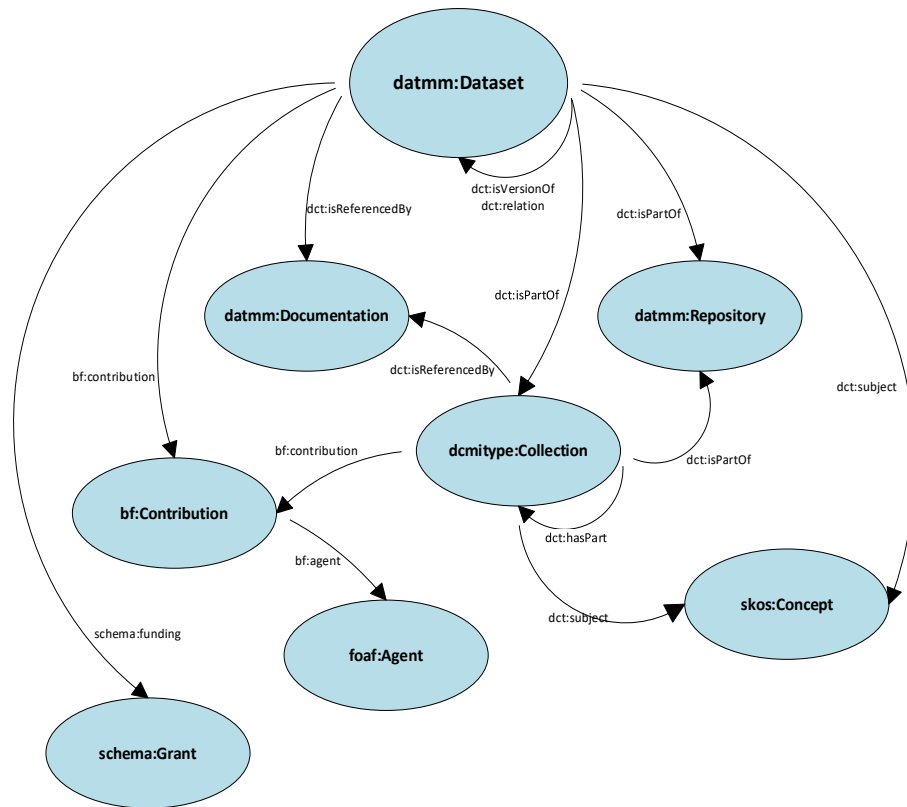 datmm:Dataset
dct:isVersionOf
dct:relation
dct:isReferencedBy
dct:isPartOf
dct:isPartOf
datmm:Documentation
datmm:Repository
dct:isReferencedBy
bf:contribution
dct:subject
bf:contribution
dcmitype:Collection
dct:isPartOf
bf:Contribution
dct:hasPart
bf:agent
skos:Concept
dct:subject
schema:funding
foaf:Agent
schema:Grant